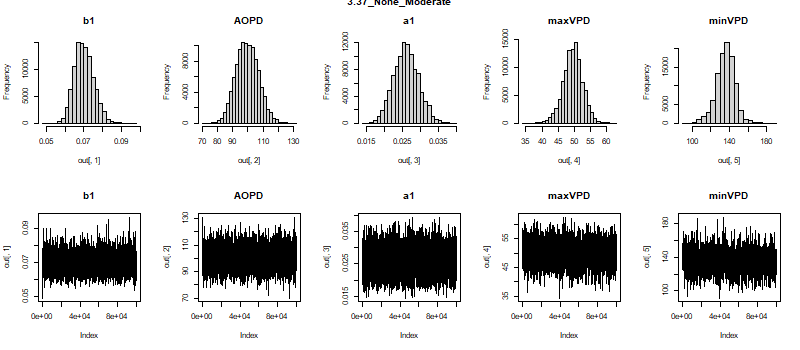 3.37_None_Moderate
b1 AOPD a1 maxVPD minVPD
Frequency Frequency Frequency Frequency Frequency
0 4000 10000
0 4000 8000
0 4000 8000 12000
0 5000 15000
0 5000 15000
0.05 0.07 0.09
70 80 90 110 130
0.015 0.025 0.035
35 40 45 50 55 60
100 140 180
out[, 1] out[, 2] out[, 3] out[, 4] out[, 5]
b1 AOPD a1 maxVPD minVPD
out[, 1] out[, 2] out[, 3] out[, 4] out[, 5]
0.05 0.07 0.09
70 90 110 130
0.015 0.025 0.035
35 45 55
100 140 180
0e+00 4e+04 8e+04 0e+00 4e+04 8e+04 0e+00 4e+04 8e+04 0e+00 4e+04 8e+04 0e+00 4e+04 8e+04
Index Index Index Index Index